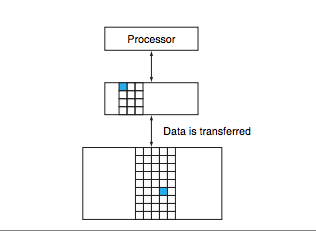 Processor
Data is transferred